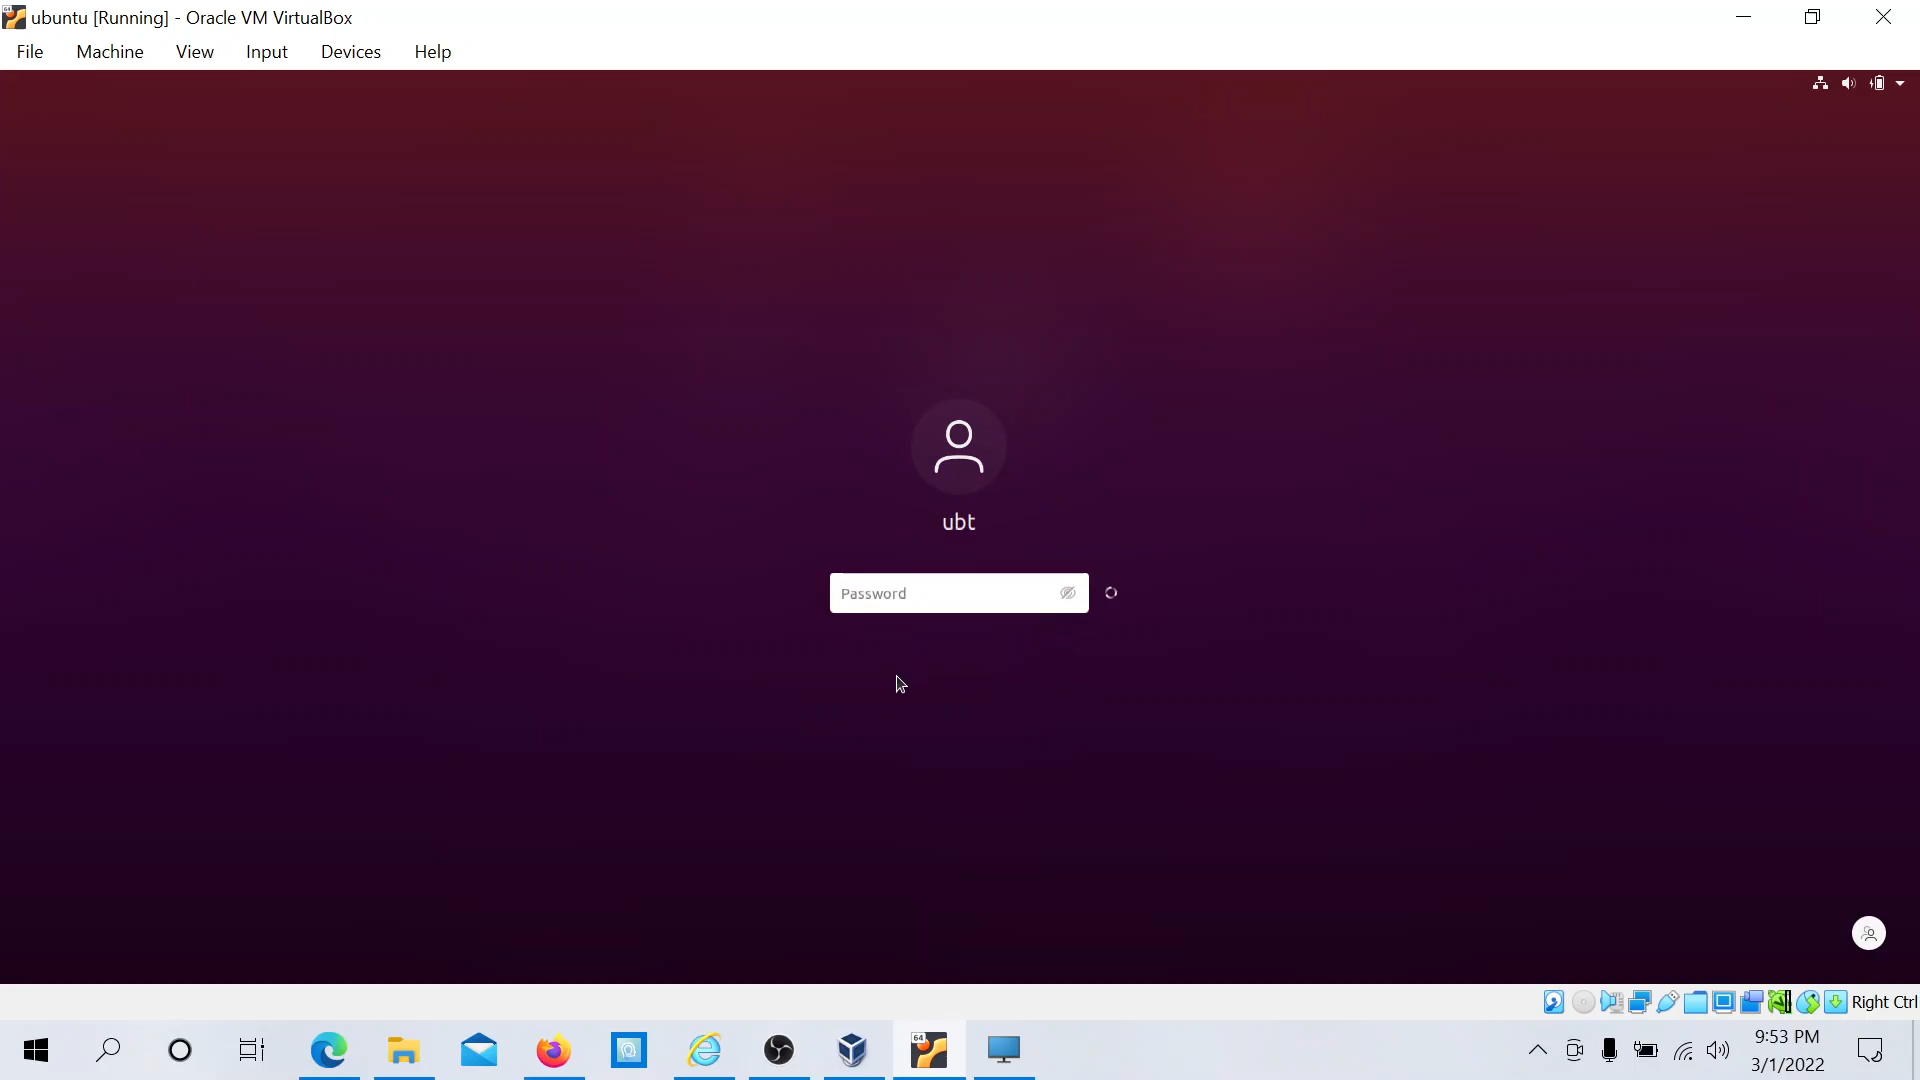 ubuntu [Running] - Oracle VM VirtualBox
File Machine View Input Devices Help
ubt
Password
Right Ctrl
64
9:53 PM
3/1/2022